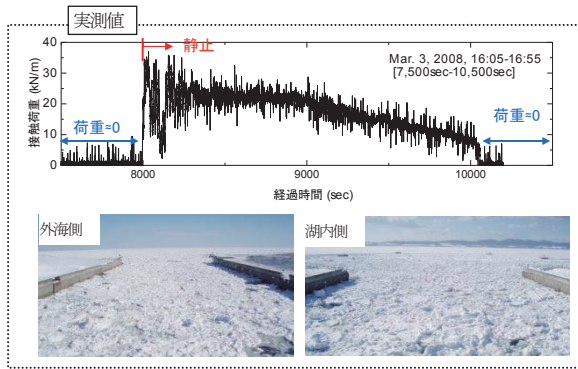 実測値
静止
Mar. 3, 2008, 16:05-16:55
[7,500sec-10,500sec]
荷重≈0
荷重≈0
接触荷重 (kN/m)
40
30
20
10
0
8000
9000
10000
経過時間 (sec)
外海側
湖内側